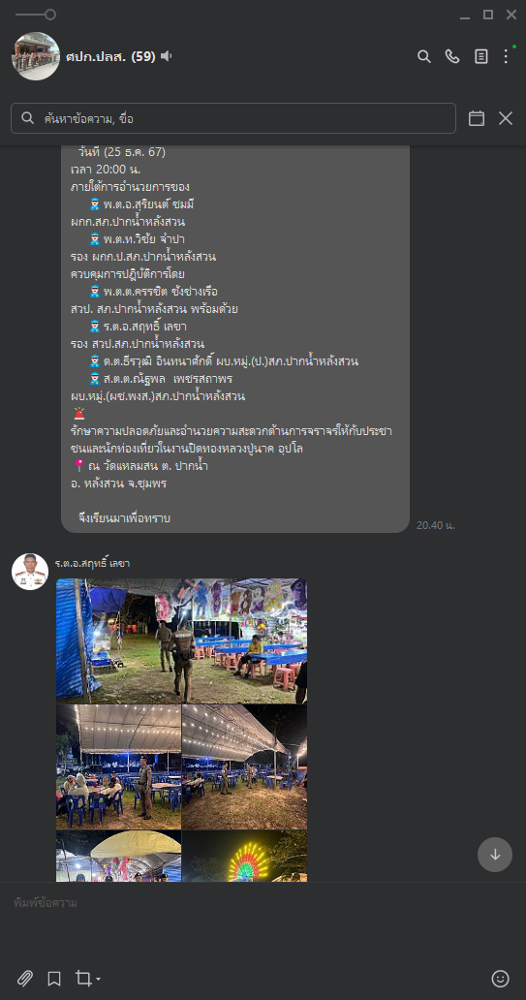 ศปก.ปลส. (59)
ค้นหาข้อความ, ชื่อ
วันที่ (25 ธ.ค. 67)
เวลา 20:00 น.
ภายใต้การอำนวยการของ
👮🏻พ.ต.อ.สุริยนต์ ชมมี
ผกก.สภ.ปากน้ำหลังสวน
👮🏻พ.ต.ท.วิชัย จำปา
รอง ผกก.ป.สภ.ปากน้ำหลังสวน
ควบคุมการปฎิบัติการโดย
👮🏻พ.ต.ต.ครรชิต ช้างซ่างเรือ
สวป. สภ.ปากน้ำหลังสวน พร้อมด้วย
👮🏻ร.ต.อ.สฤทธิ์ เลขา
รอง สวป.สภ.ปากน้ำหลังสวน
👮🏻ด.ต.ธีรวุฒิ อินทนาศักดิ์ ผบ.หมู่.(ป.)สภ.ปากน้ำหลังสวน
👮🏻ส.ต.ต.ณัฐพล เพชรสถาพร
ผบ.หมู่.(ผช.พงส.)สภ.ปากน้ำหลังสวน
🚨
รักษาความปลอดภัยและอำนวยความสะดวกด้านการจราจรให้กับประชา
ชนและนักท่องเที่ยวในงานปิดทองหลวงปู่นาค อุปโล
📍ณ วัดแหลมสน ต. ปากน้ำ
อ. หลังสวน จ.ชุมพร
จึงเรียนมาเพื่อทราบ
20.40 น.
ร.ต.อ.สฤทธิ์ เลขา
พิมพ์ข้อความ